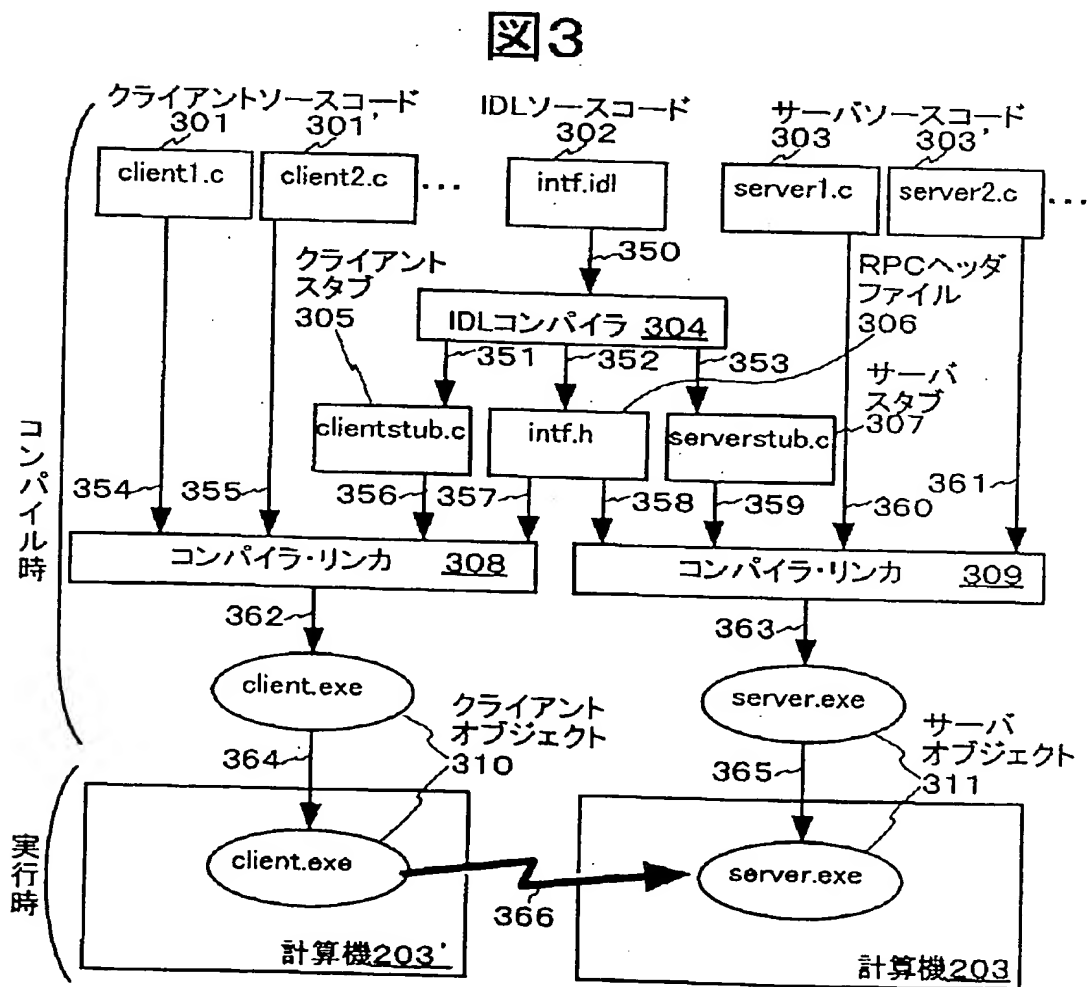 図3
クライアントソースコード
301
301'
IDLソースコード
302
サーバソースコード
303
303'
client1.c
client2.c
...
intf.idl
server1.c
server2.c
...
350
クライアント
スタブ
305
RPCヘッダ
ファイル
306
IDLコンパイラ 304
351
352
353
サーバ
スタブ
307
clientstub.c
intf.h
serverstub.c
コンパイル時
354
355
356
357
358
359
360
361
コンパイラ・リンカ 308
コンパイラ・リンカ 309
362
363
client.exe
server.exe
クライアント
オブジェクト
310
サーバ
オブジェクト
311
364
365
実行時
client.exe
server.exe
366
計算機203'
計算機203